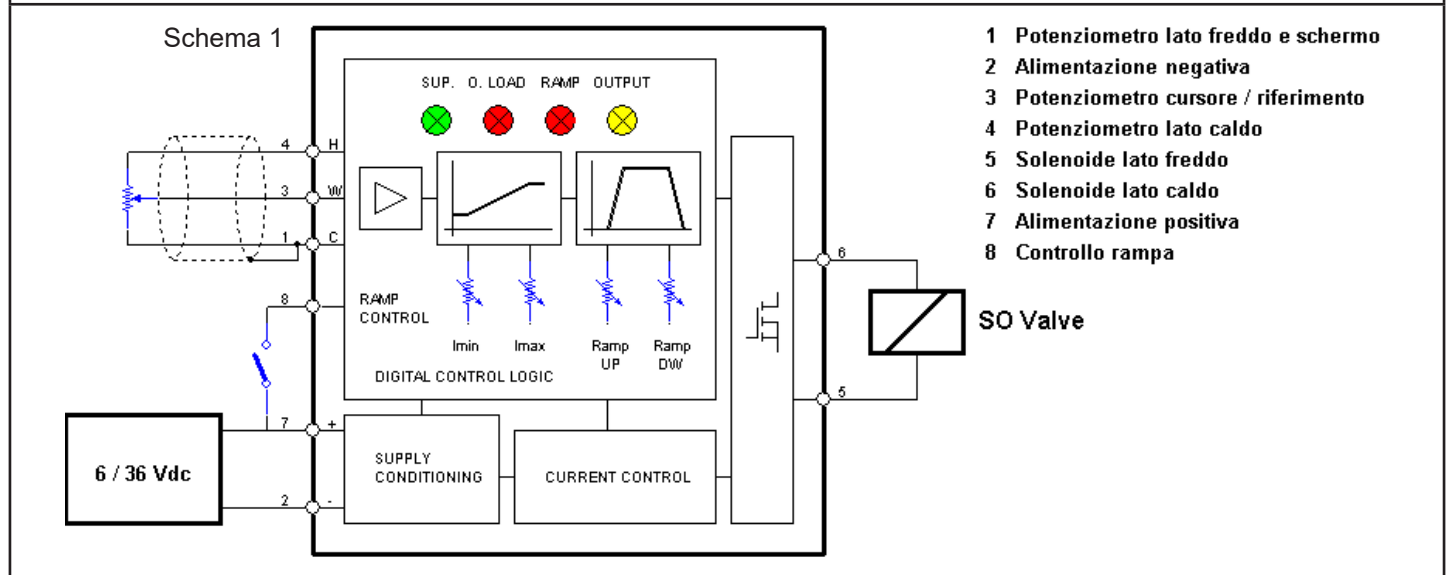 Schema 1
SUP. O. LOAD RAMP OUTPUT
4 H
3 W
1 C
8 RAMP CONTROL
Imin Imax Ramp UP Ramp DW
DIGITAL CONTROL LOGIC
6
5
SO Valve
7 +
2 -
6 / 36 Vdc
SUPPLY
CONDITIONING
CURRENT CONTROL
1 Potenziometro lato freddo e schermo
2 Alimentazione negativa
3 Potenziometro cursore / riferimento
4 Potenziometro lato caldo
5 Solenoide lato freddo
6 Solenoide lato caldo
7 Alimentazione positiva
8 Controllo rampa